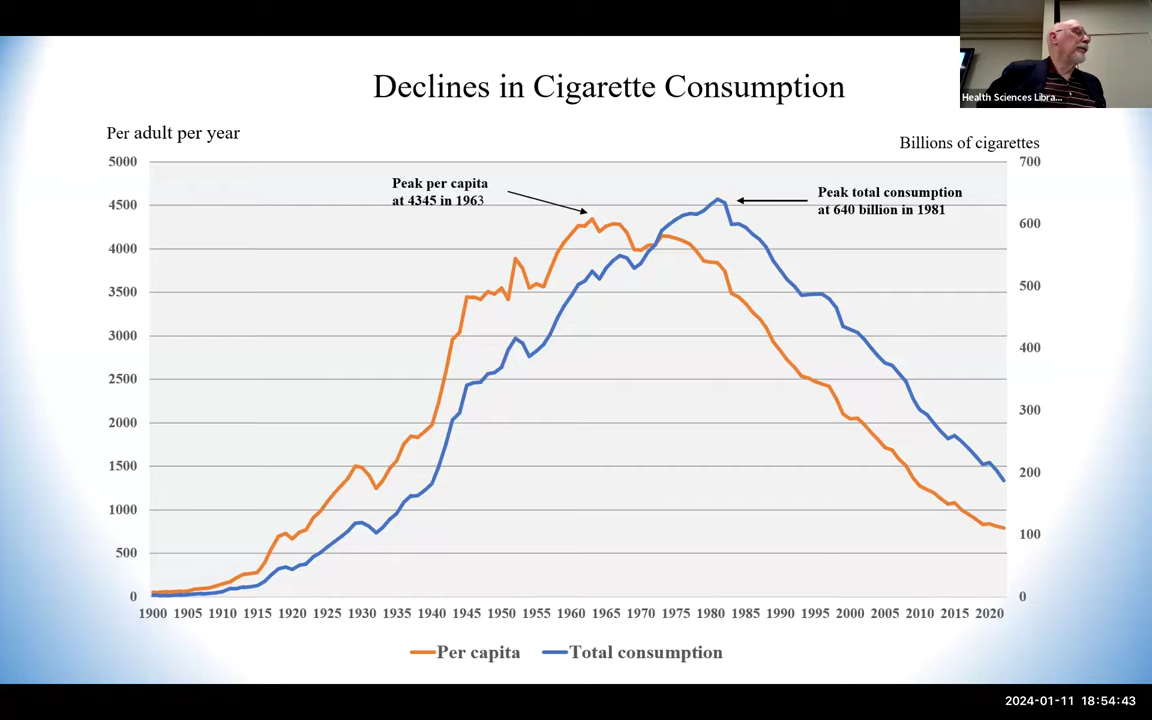 Health Sciences Libra...
Declines in Cigarette Consumption
Per adult per year
Billions of cigarettes
5000
4500
4000
3500
3000
2500
2000
1500
1000
500
0
700
600
500
400
300
200
100
0
Peak per capita
at 4345 in 1963
Peak total consumption
at 640 billion in 1981
1900 1905 1910 1915 1920 1925 1930 1935 1940 1945 1950 1955 1960 1965 1970 1975 1980 1985 1990 1995 2000 2005 2010 2015 2020
Per capita Total consumption
2024-01-11 18:54:43